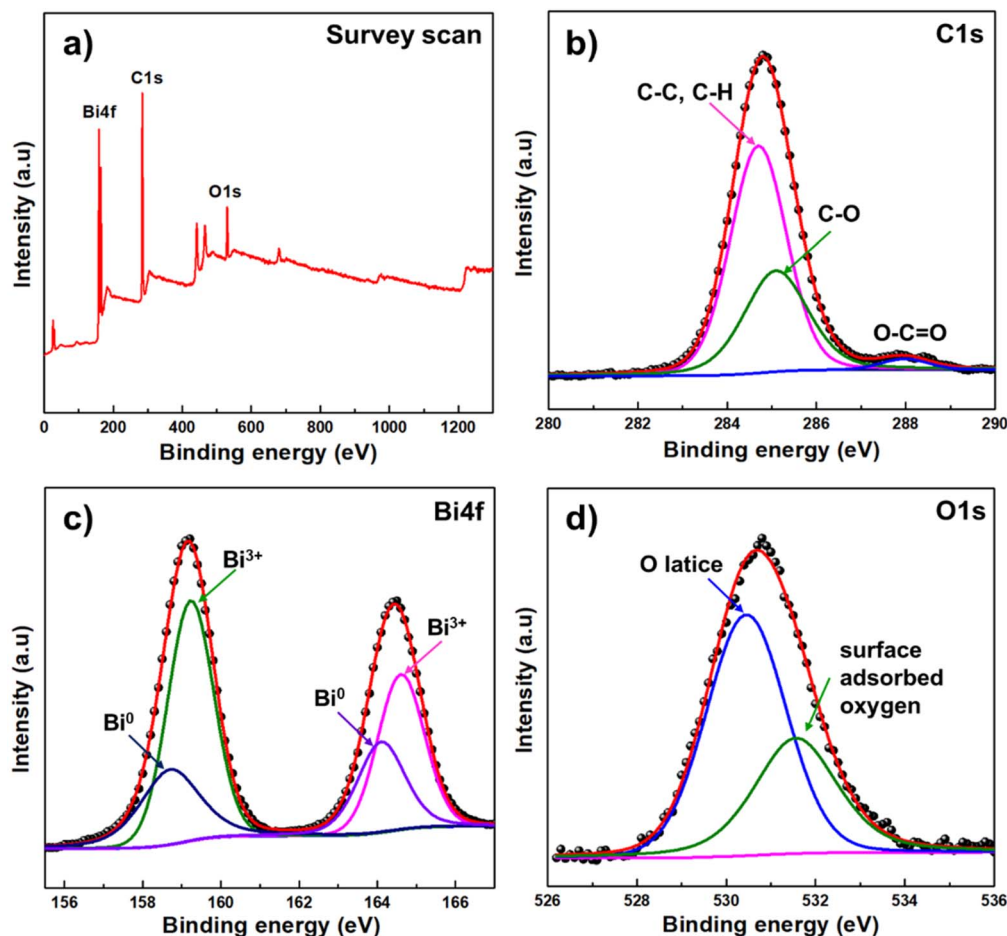 a)
Survey scan
C1s
Bi4f
O1s
Intensity (a.u)
0 200 400 600 800 1000 1200
Binding energy (eV)
b)
C1s
C-C, C-H
C-O
O-C=O
Intensity (a.u)
280 282 284 286 288 290
Binding energy (eV)
c)
Bi4f
Bi³⁺
Bi³⁺
Bi⁰
Bi⁰
Intensity (a.u)
156 158 160 162 164 166
Binding energy (eV)
d)
O1s
O latice
surface
adsorbed
oxygen
Intensity (a.u)
526 528 530 532 534 536
Binding energy (eV)